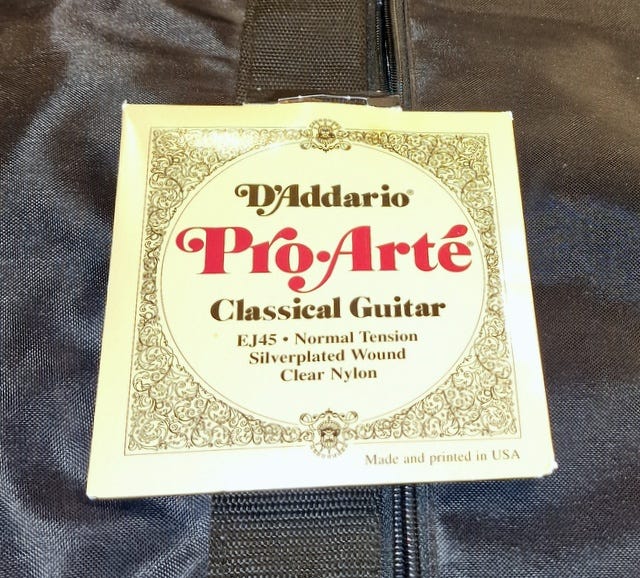 D'Addario®
Pro·Arté®
Classical Guitar
EJ45 • Normal Tension
Silverplated Wound
Clear Nylon
Made and printed in USA